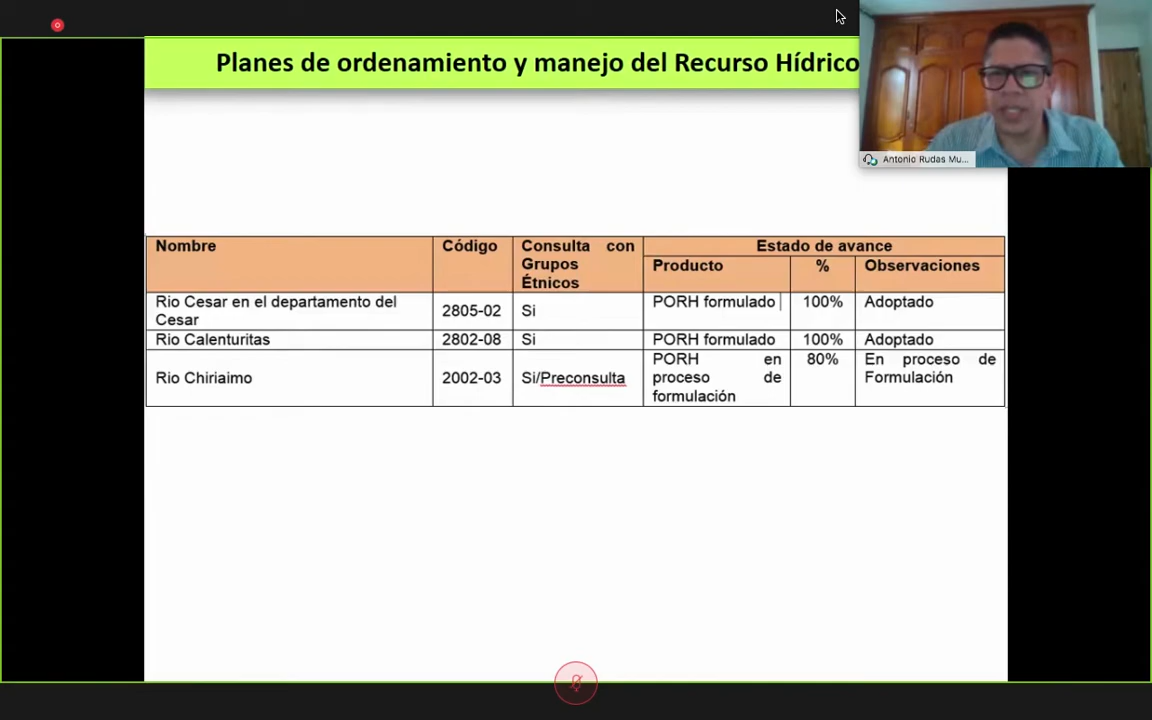 Planes de ordenamiento y manejo del Recurso Hídrico
Antonio Rudas Mu...
Nombre Código Consulta con Grupos Étnicos Estado de avance
Producto % Observaciones
Rio Cesar en el departamento del Cesar 2805-02 Si PORH formulado 100% Adoptado
Rio Calenturitas 2802-08 Si PORH formulado 100% Adoptado
Rio Chiriaimo 2002-03 Si/Preconsulta PORH en proceso de formulación 80% En proceso de Formulación